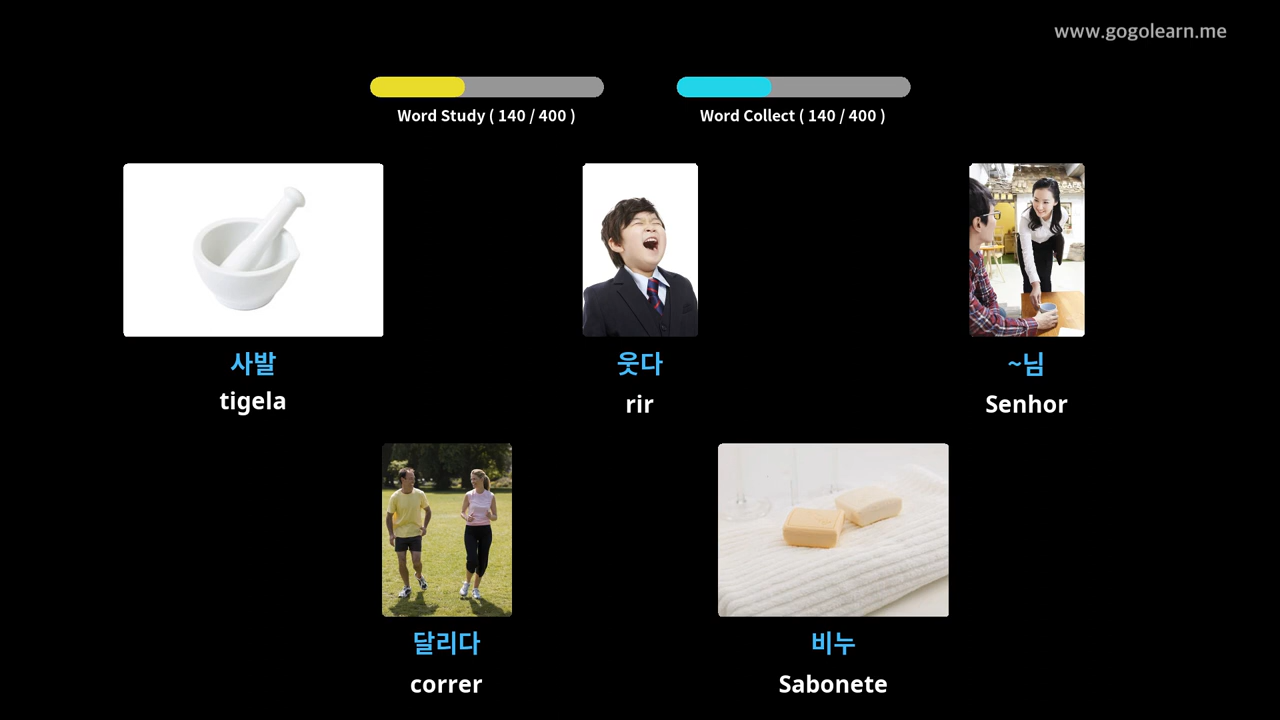 www.gogolearn.me
Word Study ( 140 / 400 )
Word Collect ( 140 / 400 )
사발
tigela
웃다
rir
~님
Senhor
달리다
correr
비누
Sabonete